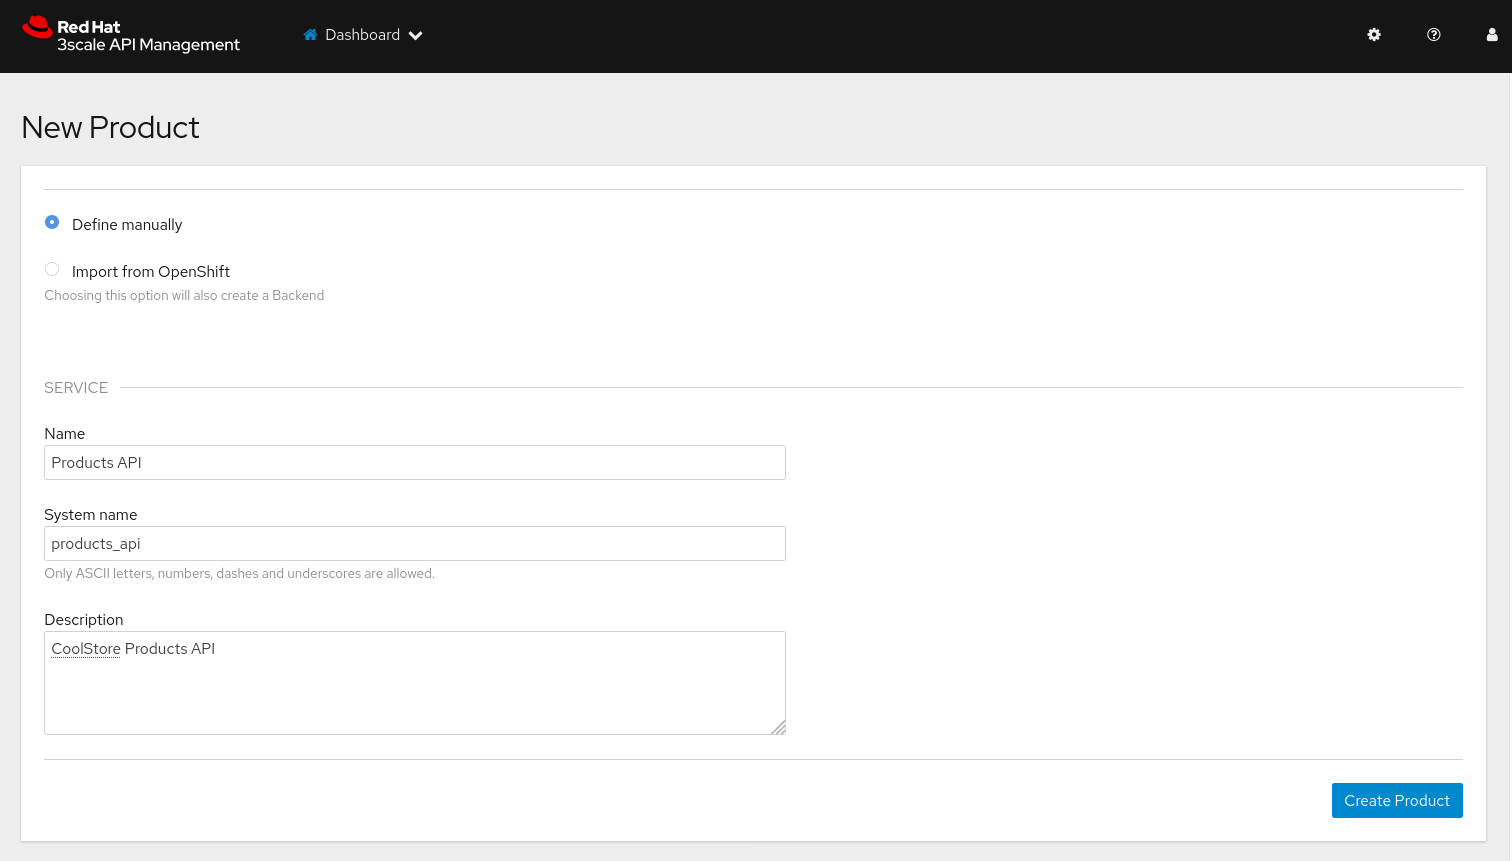 Red Hat
3scale API Management
Dashboard
New Product
Define manually
Import from OpenShift
Choosing this option will also create a Backend
SERVICE
Name
Products API
System name
products_api
Only ASCII letters, numbers, dashes and underscores are allowed.
Description
CoolStore Products API
Create Product